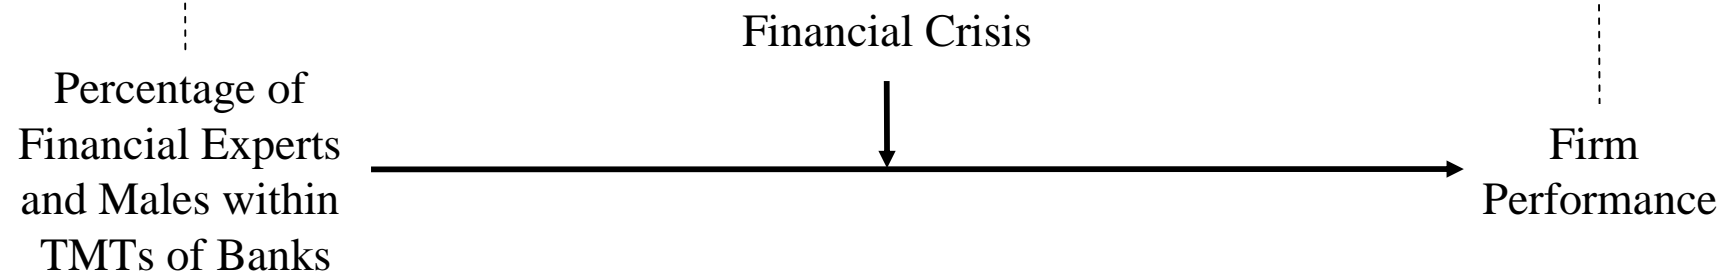 Financial Crisis
Percentage of
Financial Experts
and Males within
TMTs of Banks
Firm
Performance